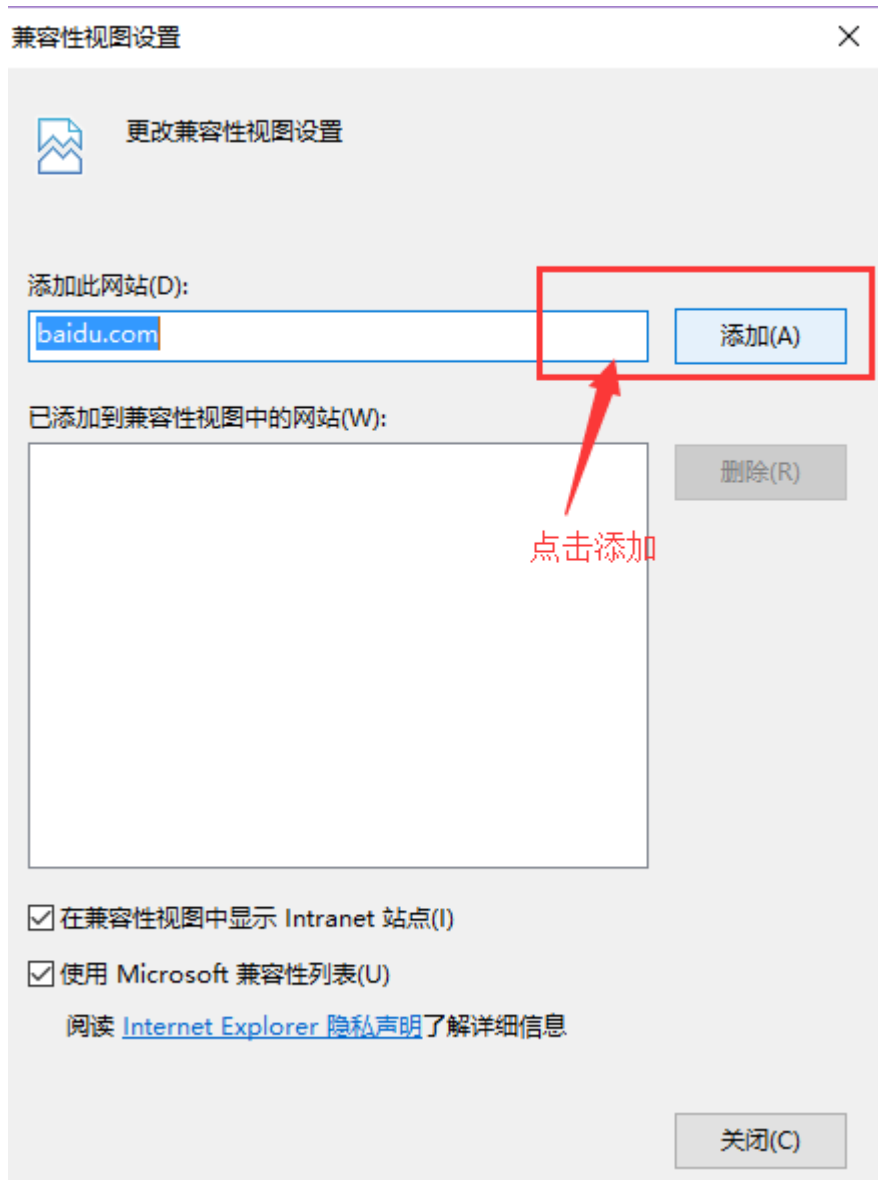 兼容性视图设置
更改兼容性视图设置
添加此网站(D):
baidu.com
添加(A)
已添加到兼容性视图中的网站(W):
删除(R)
点击添加
在兼容性视图中显示 Intranet 站点(I)
使用 Microsoft 兼容性列表(U)
阅读 Internet Explorer 隐私声明了解详细信息
关闭(C)